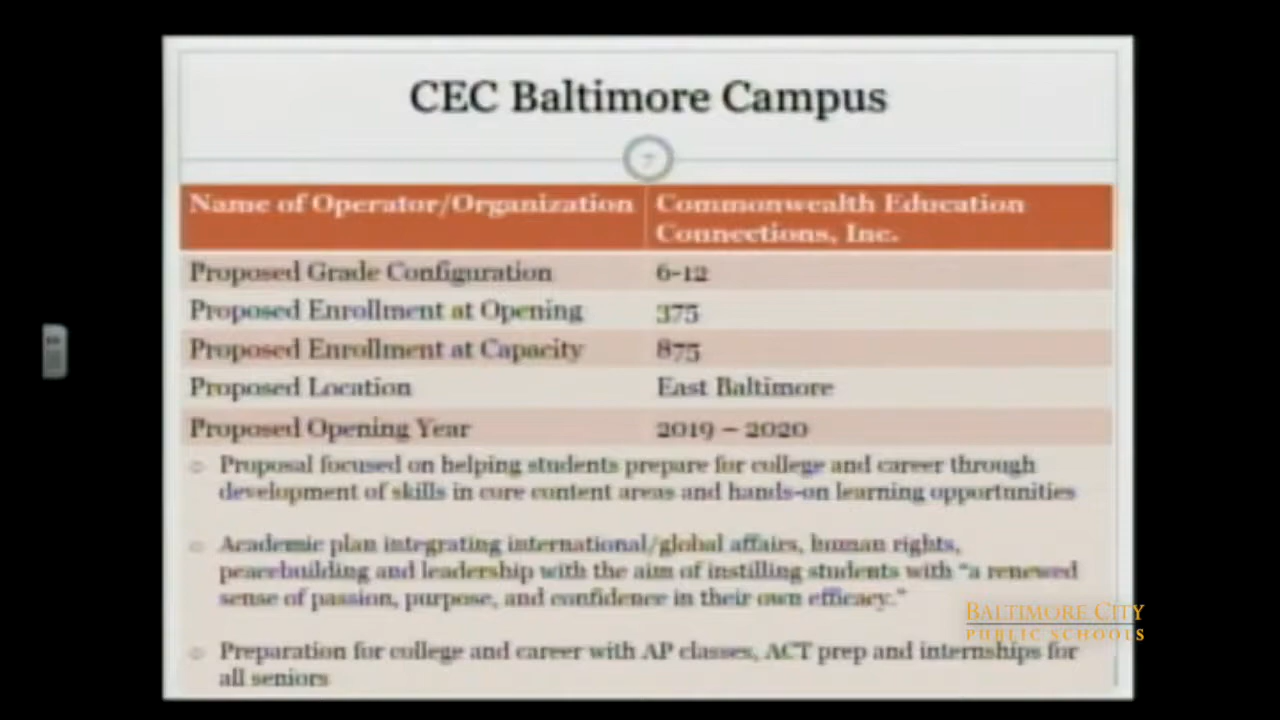 CEC Baltimore Campus
7
Name of Operator/Organization
Commonwealth Education
Connections, Inc.
Proposed Grade Configuration
6-12
Proposed Enrollment at Opening
375
Proposed Enrollment at Capacity
875
Proposed Location
East Baltimore
Proposed Opening Year
2019 – 2020
Proposal focused on helping students prepare for college and career through
development of skills in core content areas and hands-on learning opportunities
Academic plan integrating international/global affairs, human rights,
peacebuilding and leadership with the aim of instilling students with "a renewed
sense of passion, purpose, and confidence in their own efficacy."
Preparation for college and career with AP classes, ACT prep and internships for
all seniors
BALTIMORE CITY
PUBLIC SCHOOLS